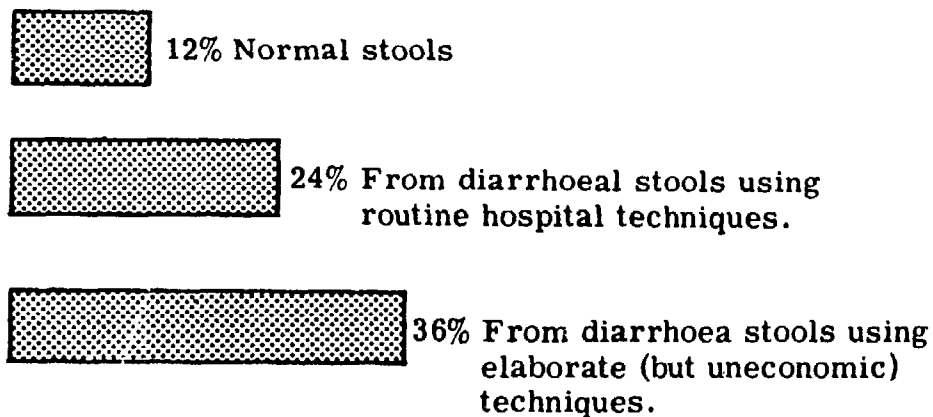 12% Normal stools
24% From diarrhoeal stools using
routine hospital techniques.
36% From diarrhoea stools using
elaborate (but uneconomic)
techniques.